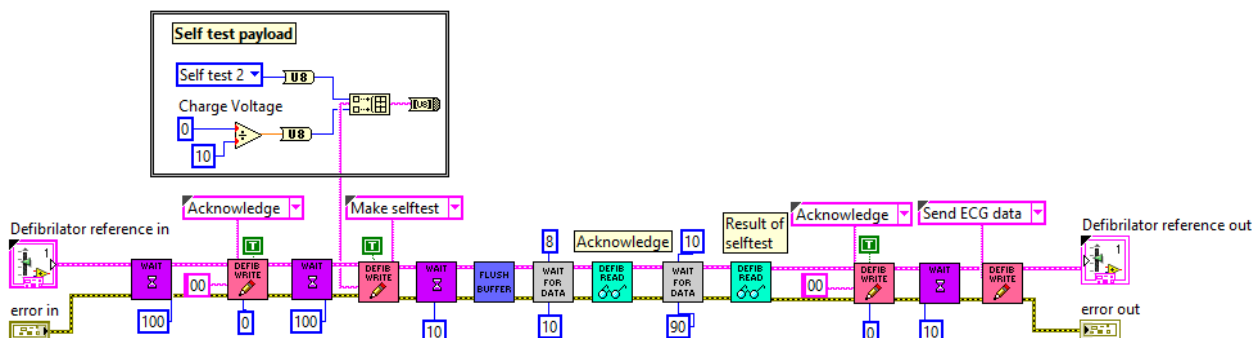 Self test payload
Self test 2
U8
Charge Voltage
0
10
U8
[U8]
Acknowledge
Make selftest
Acknowledge
Send ECG data
Defibrilator reference in
1
T
T
8
Acknowledge
10
Result of
selftest
T
Defibrilator reference out
1
WAIT
DEFIB
WRITE
WAIT
DEFIB
WRITE
WAIT
FLUSH
BUFFER
WAIT
FOR
DATA
DEFIB
READ
WAIT
FOR
DATA
DEFIB
READ
DEFIB
WRITE
WAIT
DEFIB
WRITE
00
00
error in
100
0
100
10
10
90
0
10
error out